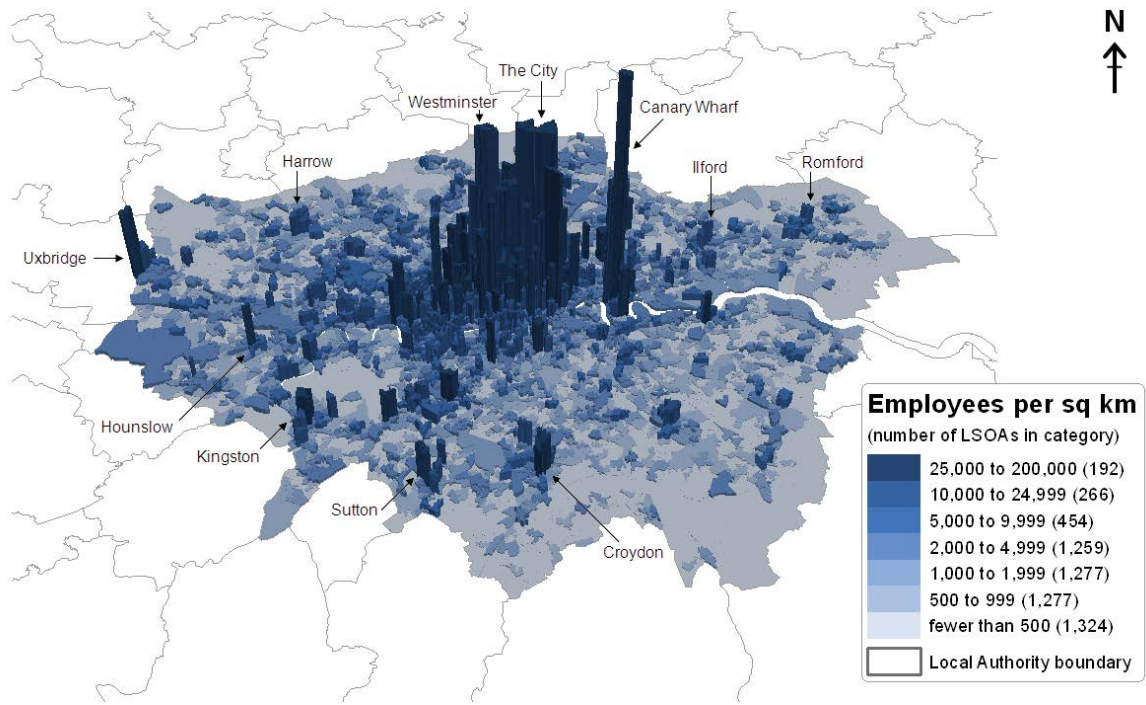 N
The City
Westminster
Canary Wharf
Harrow
Ilford
Romford
Uxbridge
Hounslow
Kingston
Sutton
Croydon
Employees per sq km
(number of LSOAs in category)
25,000 to 200,000 (192)
10,000 to 24,999 (266)
5,000 to 9,999 (454)
2,000 to 4,999 (1,259)
1,000 to 1,999 (1,277)
500 to 999 (1,277)
fewer than 500 (1,324)
Local Authority boundary